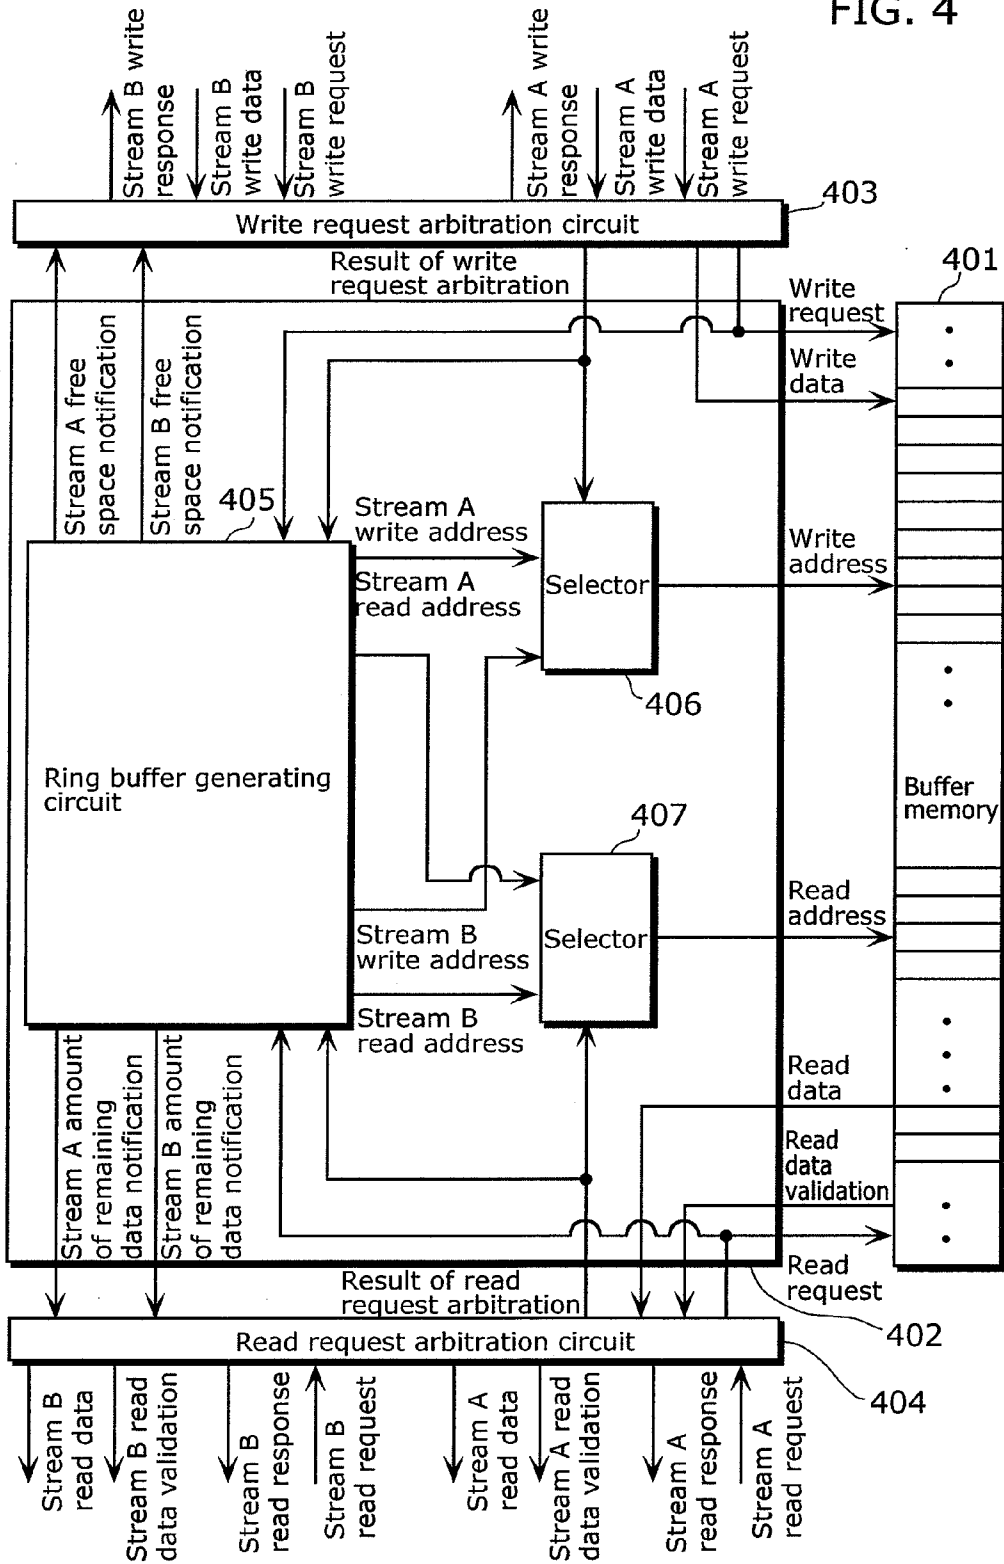 FIG. 4
Stream B write
response
Stream B
write data
Stream B
write request
Stream A write
response
Stream A
write data
Stream A
write request
403
Write request arbitration circuit
Result of write
request arbitration
401
Write
request
Write
data
Stream A free
space notification
Stream B free
space notification
405
Stream A
write address
Stream A
read address
Selector
Write
address
406
Ring buffer generating
circuit
Buffer
memory
407
Selector
Read
address
Stream B
write address
Stream B
read address
Read
data
Read
data
validation
Stream A amount
of remaining
data notification
Stream B amount
of remaining
data notification
Read
request
Result of read
request arbitration
402
Read request arbitration circuit
404
Stream B
read data
Stream B read
data validation
Stream B
read response
Stream B
read request
Stream A
read data
Stream A read
data validation
Stream A
read response
Stream A
read request